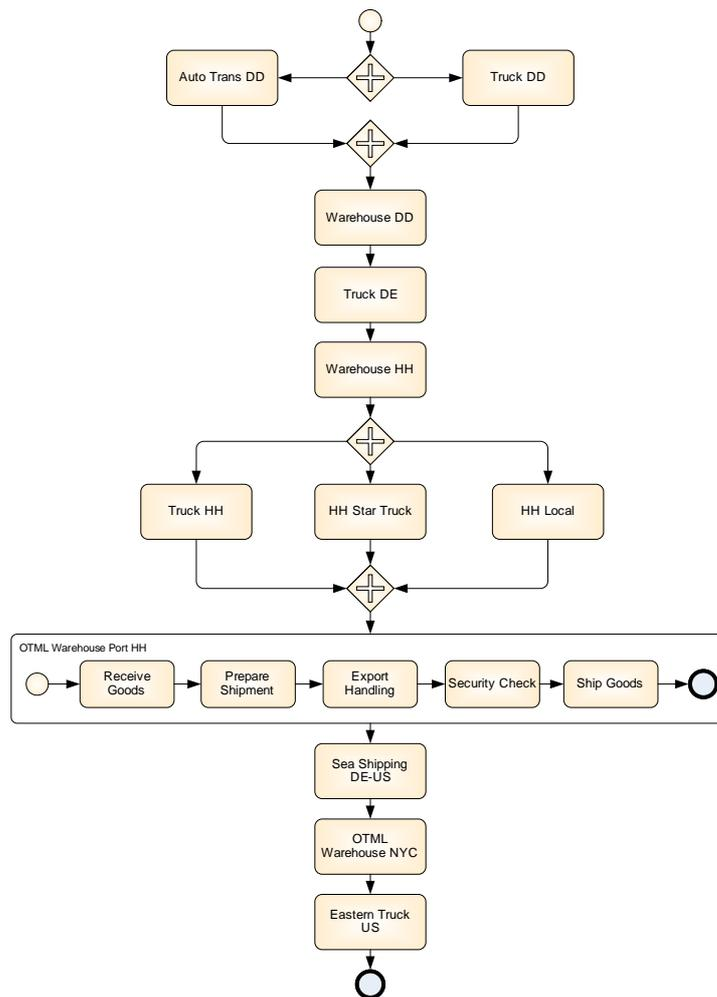 Auto Trans DD
Truck DD
Warehouse DD
Truck DE
Warehouse HH
Truck HH
HH Star Truck
HH Local
OTML Warehouse Port HH
Receive
Goods
Prepare
Shipment
Export
Handling
Security Check
Ship Goods
Sea Shipping
DE-US
OTML
Warehouse NYC
Eastern Truck
US